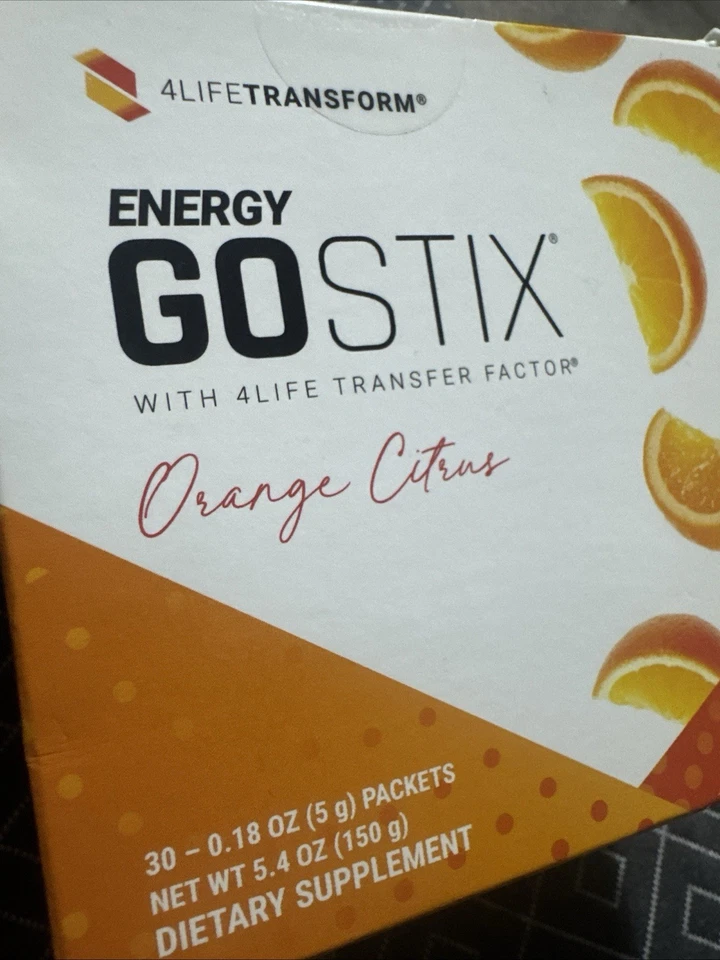 4LIFETRANSFORM®
ENERGY
GOSTIX®
WITH 4LIFE TRANSFER FACTOR®
Orange Citrus
30 – 0.18 OZ (5 g) PACKETS
NET WT 5.4 OZ (150 g)
DIETARY SUPPLEMENT